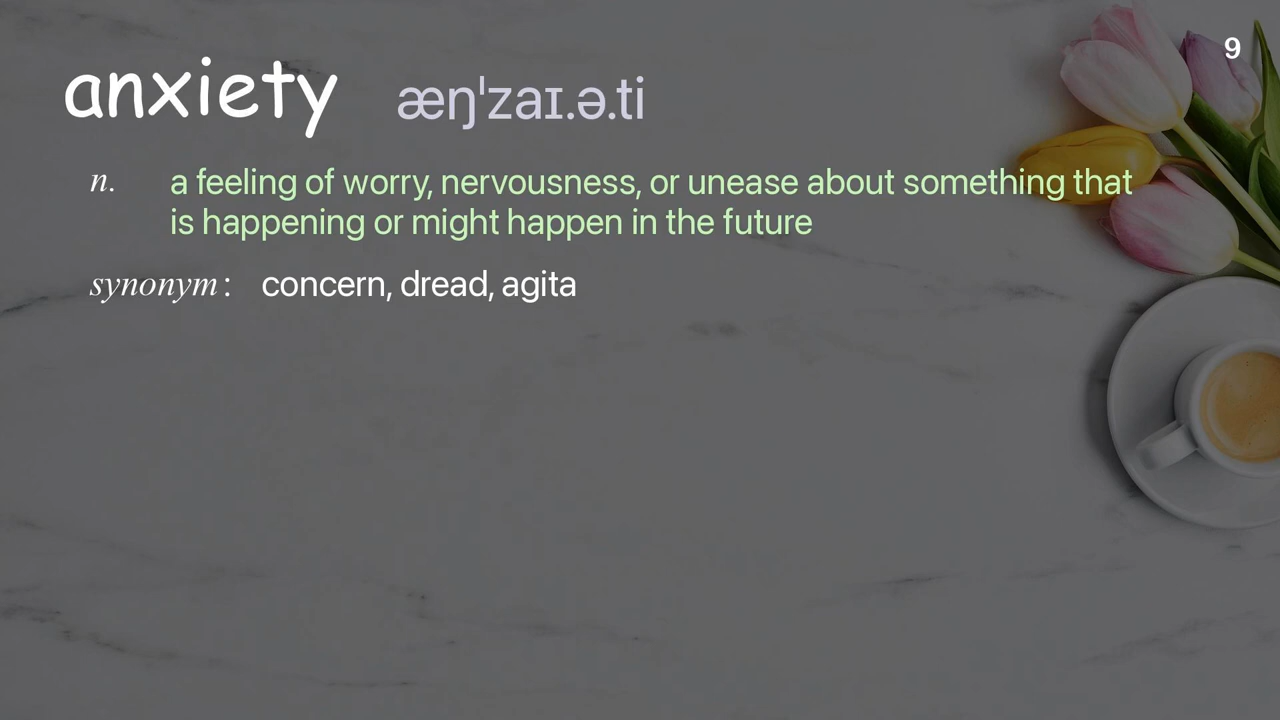 9
anxiety æŋˈzaɪ.ə.ti
n. a feeling of worry, nervousness, or unease about something that
is happening or might happen in the future
synonym: concern, dread, agita